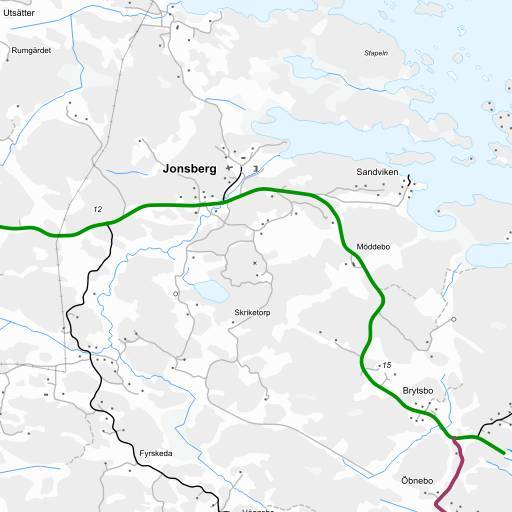 Utsätter
Rumgärdet
Stapeln
Jonsberg
Sandviken
12
Möddebo
Skriketorp
15
Brytsbo
Fyrskeda
Öbnebo